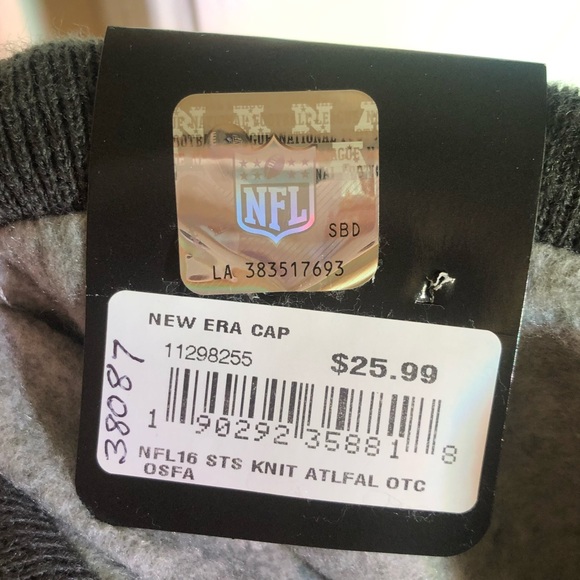 NATIONAL
NFL
SBD
LA 383517693
NEW ERA CAP
11298255
$25.99
1 90292 35881 8
NFL16 STS KNIT ATLFAL OTC
OSFA
38087